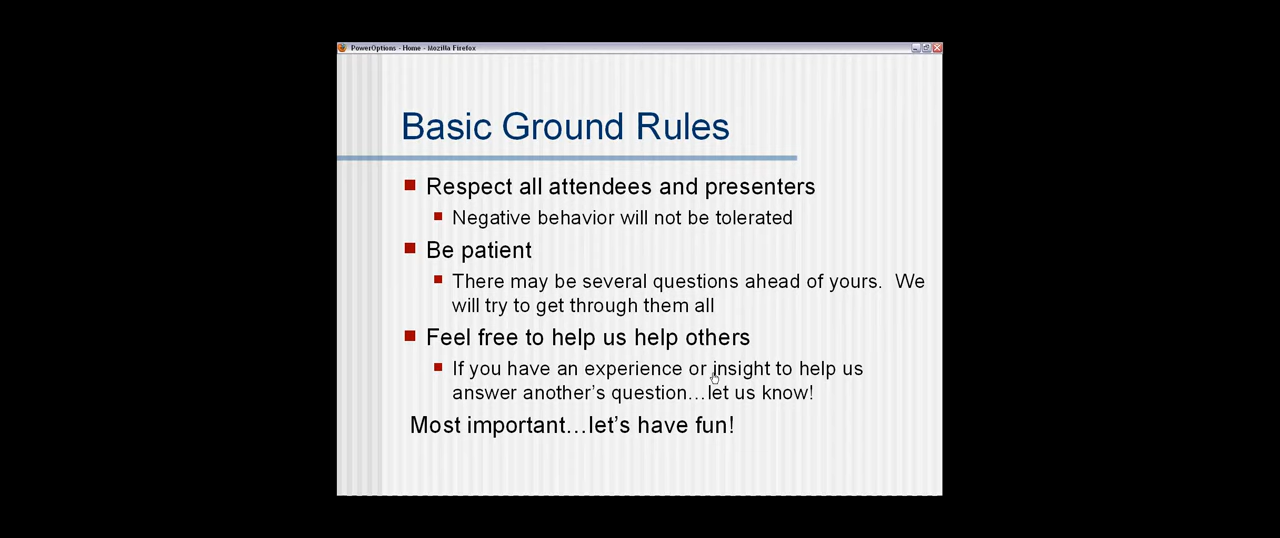 PowerOptions - Home - Mozilla Firefox
Basic Ground Rules
Respect all attendees and presenters
Negative behavior will not be tolerated
Be patient
There may be several questions ahead of yours.  We
will try to get through them all
Feel free to help us help others
If you have an experience or insight to help us
answer another’s question…let us know!
Most important…let’s have fun!